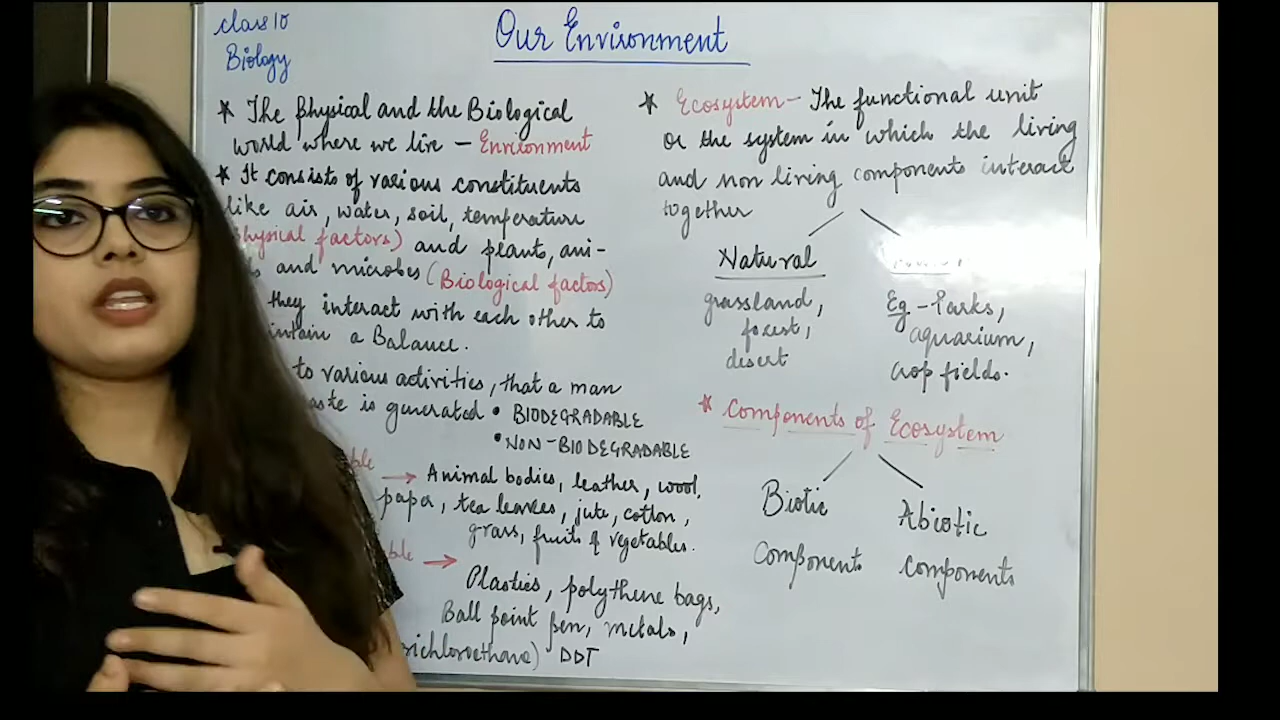 class 10
Biology
Our Environment
* The Physical and the Biological
world where we live – Environment
* It consists of various constituents
like air, water, soil, temperature
physical factors) and plants, ani-
and microbes (Biological factors)
they interact with each other to
a Balance.
to various activities, that a man
is generated • BIODEGRADABLE
• NON-BIODEGRADABLE
→ Animal bodies, leather, wool,
paper, tea leaves, jute, cotton,
grass, fruits & vegetables.
→
Plastics, polythene bags,
Ball point pen, metals,
DDT
* Ecosystem – The functional unit
or the system in which the living
and non living components interact
together
Natural
grassland,
forest,
desert
Eg – Parks,
aquarium,
crop fields.
* Components of Ecosystem
Biotic
Components
Abiotic
components